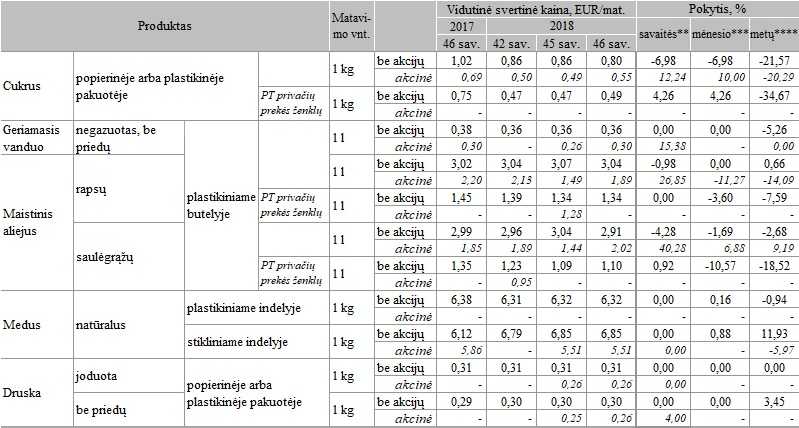 Produktas Matavi- Vidutinė svertinė kaina, EUR/mat. Pokytis, %
mo vnt. 2017 2018 savaitės** mėnesio*** metų****
46 sav. 42 sav. 45 sav. 46 sav.
Cukrus popierinėje arba plastikinėje pakuotėje 1 kg be akcijų 1,02 0,86 0,86 0,80 -6,98 -6,98 -21,57
akcinė 0,69 0,50 0,49 0,55 12,24 10,00 -20,29
PT privačių prekės ženklų 1 kg be akcijų 0,75 0,47 0,47 0,49 4,26 4,26 -34,67
akcinė - - - - - - -
Geriamasis vanduo negazuotas, be priedų plastikiniame butelyje 1 l be akcijų 0,38 0,36 0,36 0,36 0,00 0,00 -5,26
akcinė 0,30 - 0,26 0,30 15,38 - 0,00
Maistinis aliejus rapsų 1 l be akcijų 3,02 3,04 3,07 3,04 -0,98 0,00 0,66
akcinė 2,20 2,13 1,49 1,89 26,85 -11,27 -14,09
PT privačių prekės ženklų 1 l be akcijų 1,45 1,39 1,34 1,34 0,00 -3,60 -7,59
akcinė - - 1,28 - - - -
saulėgrąžų 1 l be akcijų 2,99 2,96 3,04 2,91 -4,28 -1,69 -2,68
akcinė 1,85 1,89 1,44 2,02 40,28 6,88 9,19
PT privačių prekės ženklų 1 l be akcijų 1,35 1,23 1,09 1,10 0,92 -10,57 -18,52
akcinė - 0,95 - - - - -
Medus natūralus plastikiniame indelyje 1 kg be akcijų 6,38 6,31 6,32 6,32 0,00 0,16 -0,94
akcinė - - - - - - -
stikliniame indelyje 1 kg be akcijų 6,12 6,79 6,85 6,85 0,00 0,88 11,93
akcinė 5,86 - 5,51 5,51 0,00 - -5,97
Druska joduota popierinėje arba plastikinėje pakuotėje 1 kg be akcijų 0,31 0,31 0,31 0,31 0,00 0,00 0,00
akcinė - - 0,26 0,26 0,00 - -
be priedų 1 kg be akcijų 0,29 0,30 0,30 0,30 0,00 0,00 3,45
akcinė - - 0,25 0,26 4,00 - -